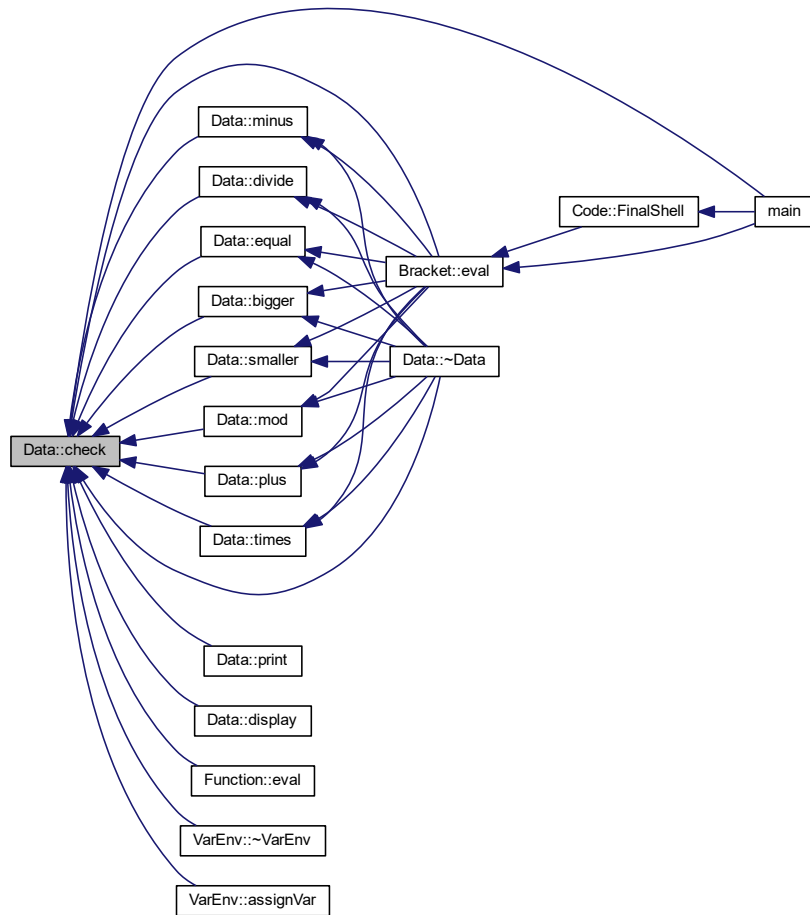 Data::minus
Data::divide
Code::FinalShell
main
Data::equal
Bracket::eval
Data::bigger
Data::smaller
Data::~Data
Data::mod
Data::check
Data::plus
Data::times
Data::print
Data::display
Function::eval
VarEnv::~VarEnv
VarEnv::assignVar